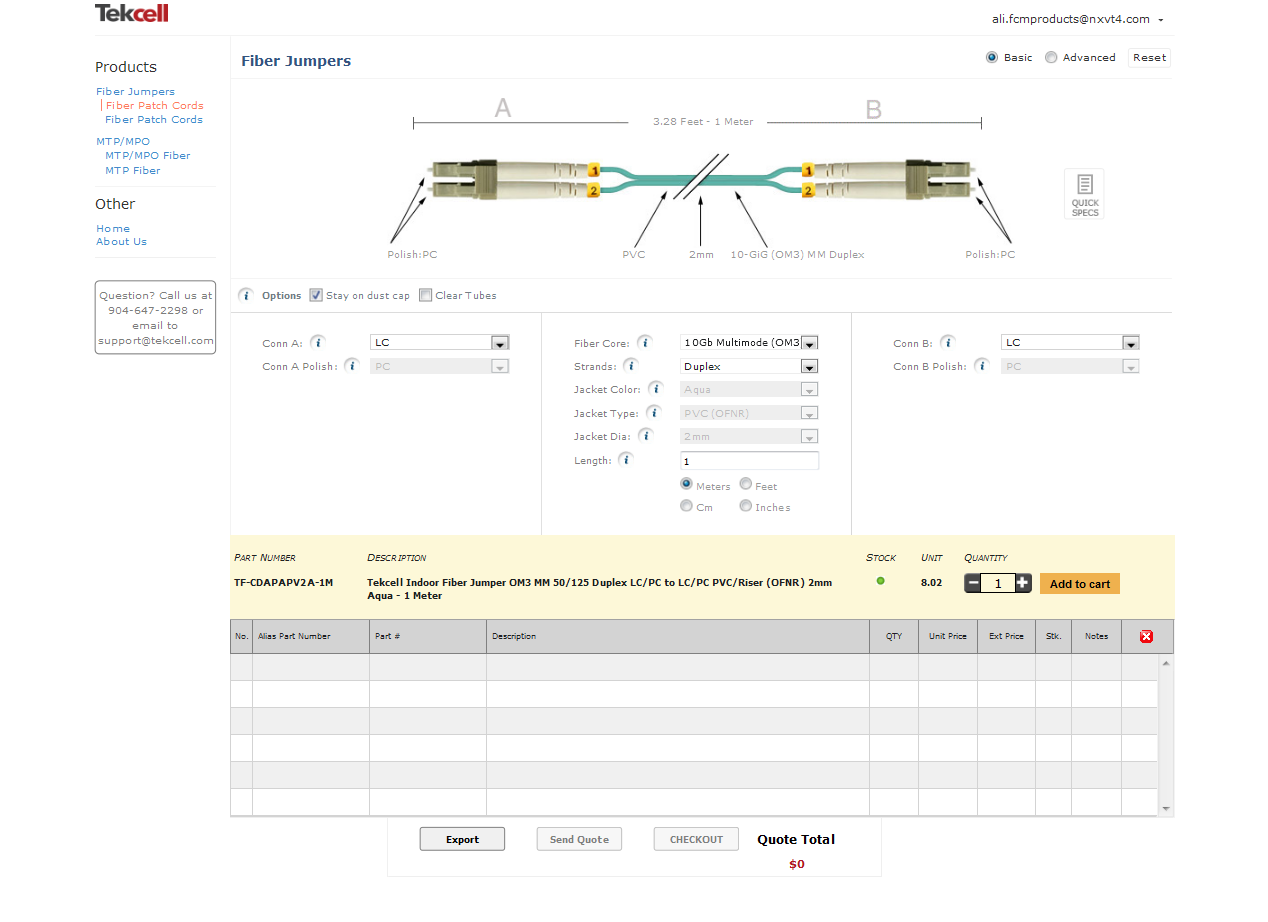 Tekcell
ali.fcmproducts@nxvt4.com
Products
Fiber Jumpers
Fiber Patch Cords
Fiber Patch Cords
MTP/MPO
MTP/MPO Fiber
MTP Fiber
Other
Home
About Us
Question? Call us at
904-647-2298 or
email to
support@tekcell.com
Fiber Jumpers
Basic Advanced Reset
A B
3.28 Feet - 1 Meter
1 1
2 2
QUICK
SPECS
Polish:PC PVC 2mm 10-GiG (OM3) MM Duplex Polish:PC
i Options Stay on dust cap Clear Tubes
Conn A: i LC
Conn A Polish: i PC
Fiber Core: i 10Gb Multimode (OM3
Strands: i Duplex
Jacket Color: i Aqua
Jacket Type: i PVC (OFNR)
Jacket Dia: i 2mm
Length: i 1
Meters Feet
Cm Inches
Conn B: i LC
Conn B Polish: i PC
PART NUMBER DESCRIPTION STOCK UNIT QUANTITY
TF-CDAPAPV2A-1M Tekcell Indoor Fiber Jumper OM3 MM 50/125 Duplex LC/PC to LC/PC PVC/Riser (OFNR) 2mm 8.02 1 Add to cart
Aqua - 1 Meter
No. Alias Part Number Part # Description QTY Unit Price Ext Price Stk. Notes
Export Send Quote CHECKOUT Quote Total
$0